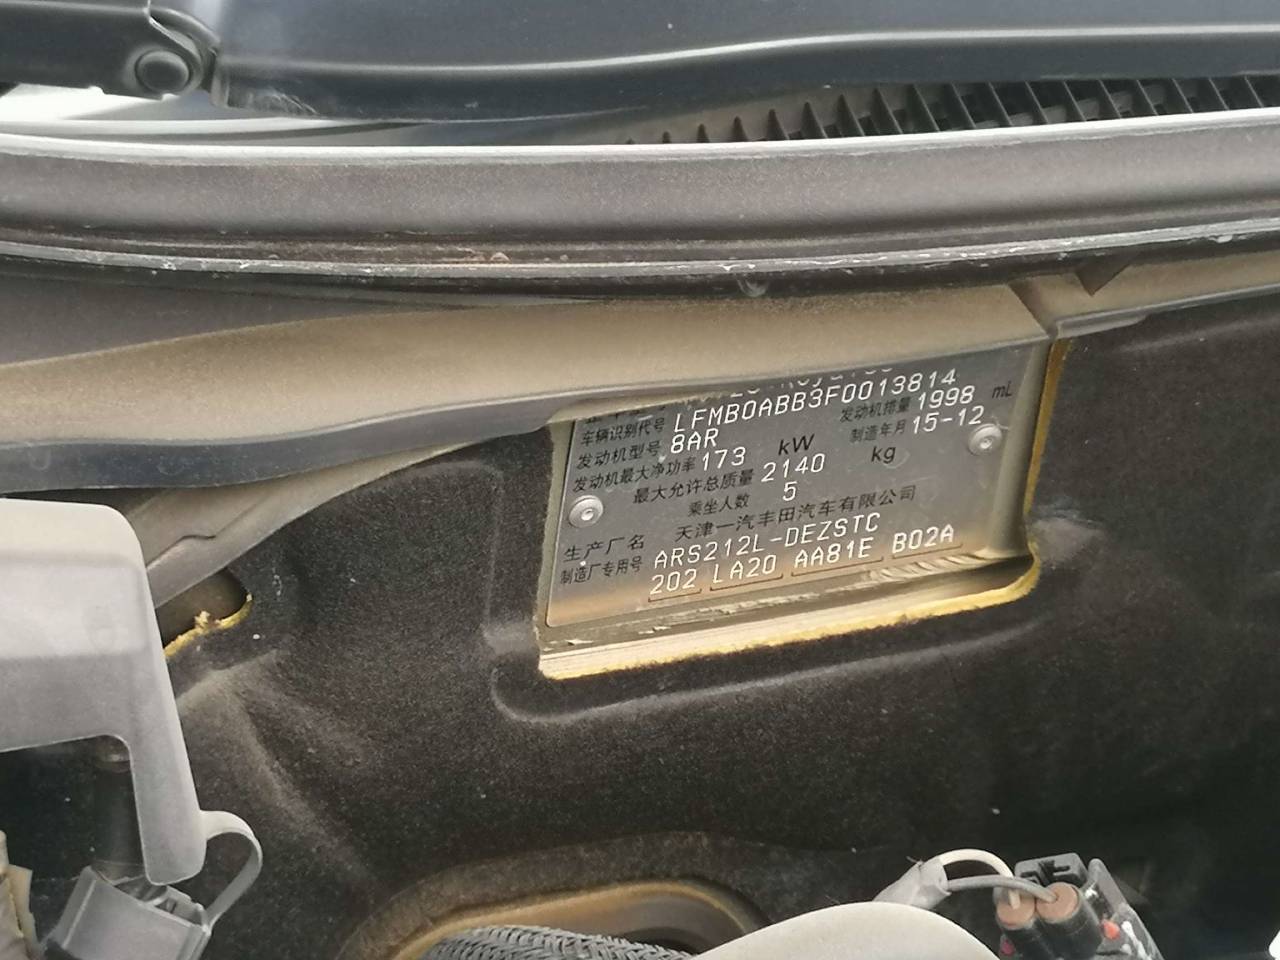 车辆识别代号 LFMB0ABB3F0013814
发动机型号 8AR 发动机排量 1998 mL
发动机最大净功率 173 kW 制造年月 15-12
最大允许总质量 2140 kg
乘坐人数 5
生产厂名 天津一汽丰田汽车有限公司
制造厂专用号 ARS212L-DEZSTC
202 LA20 AA81E B02A